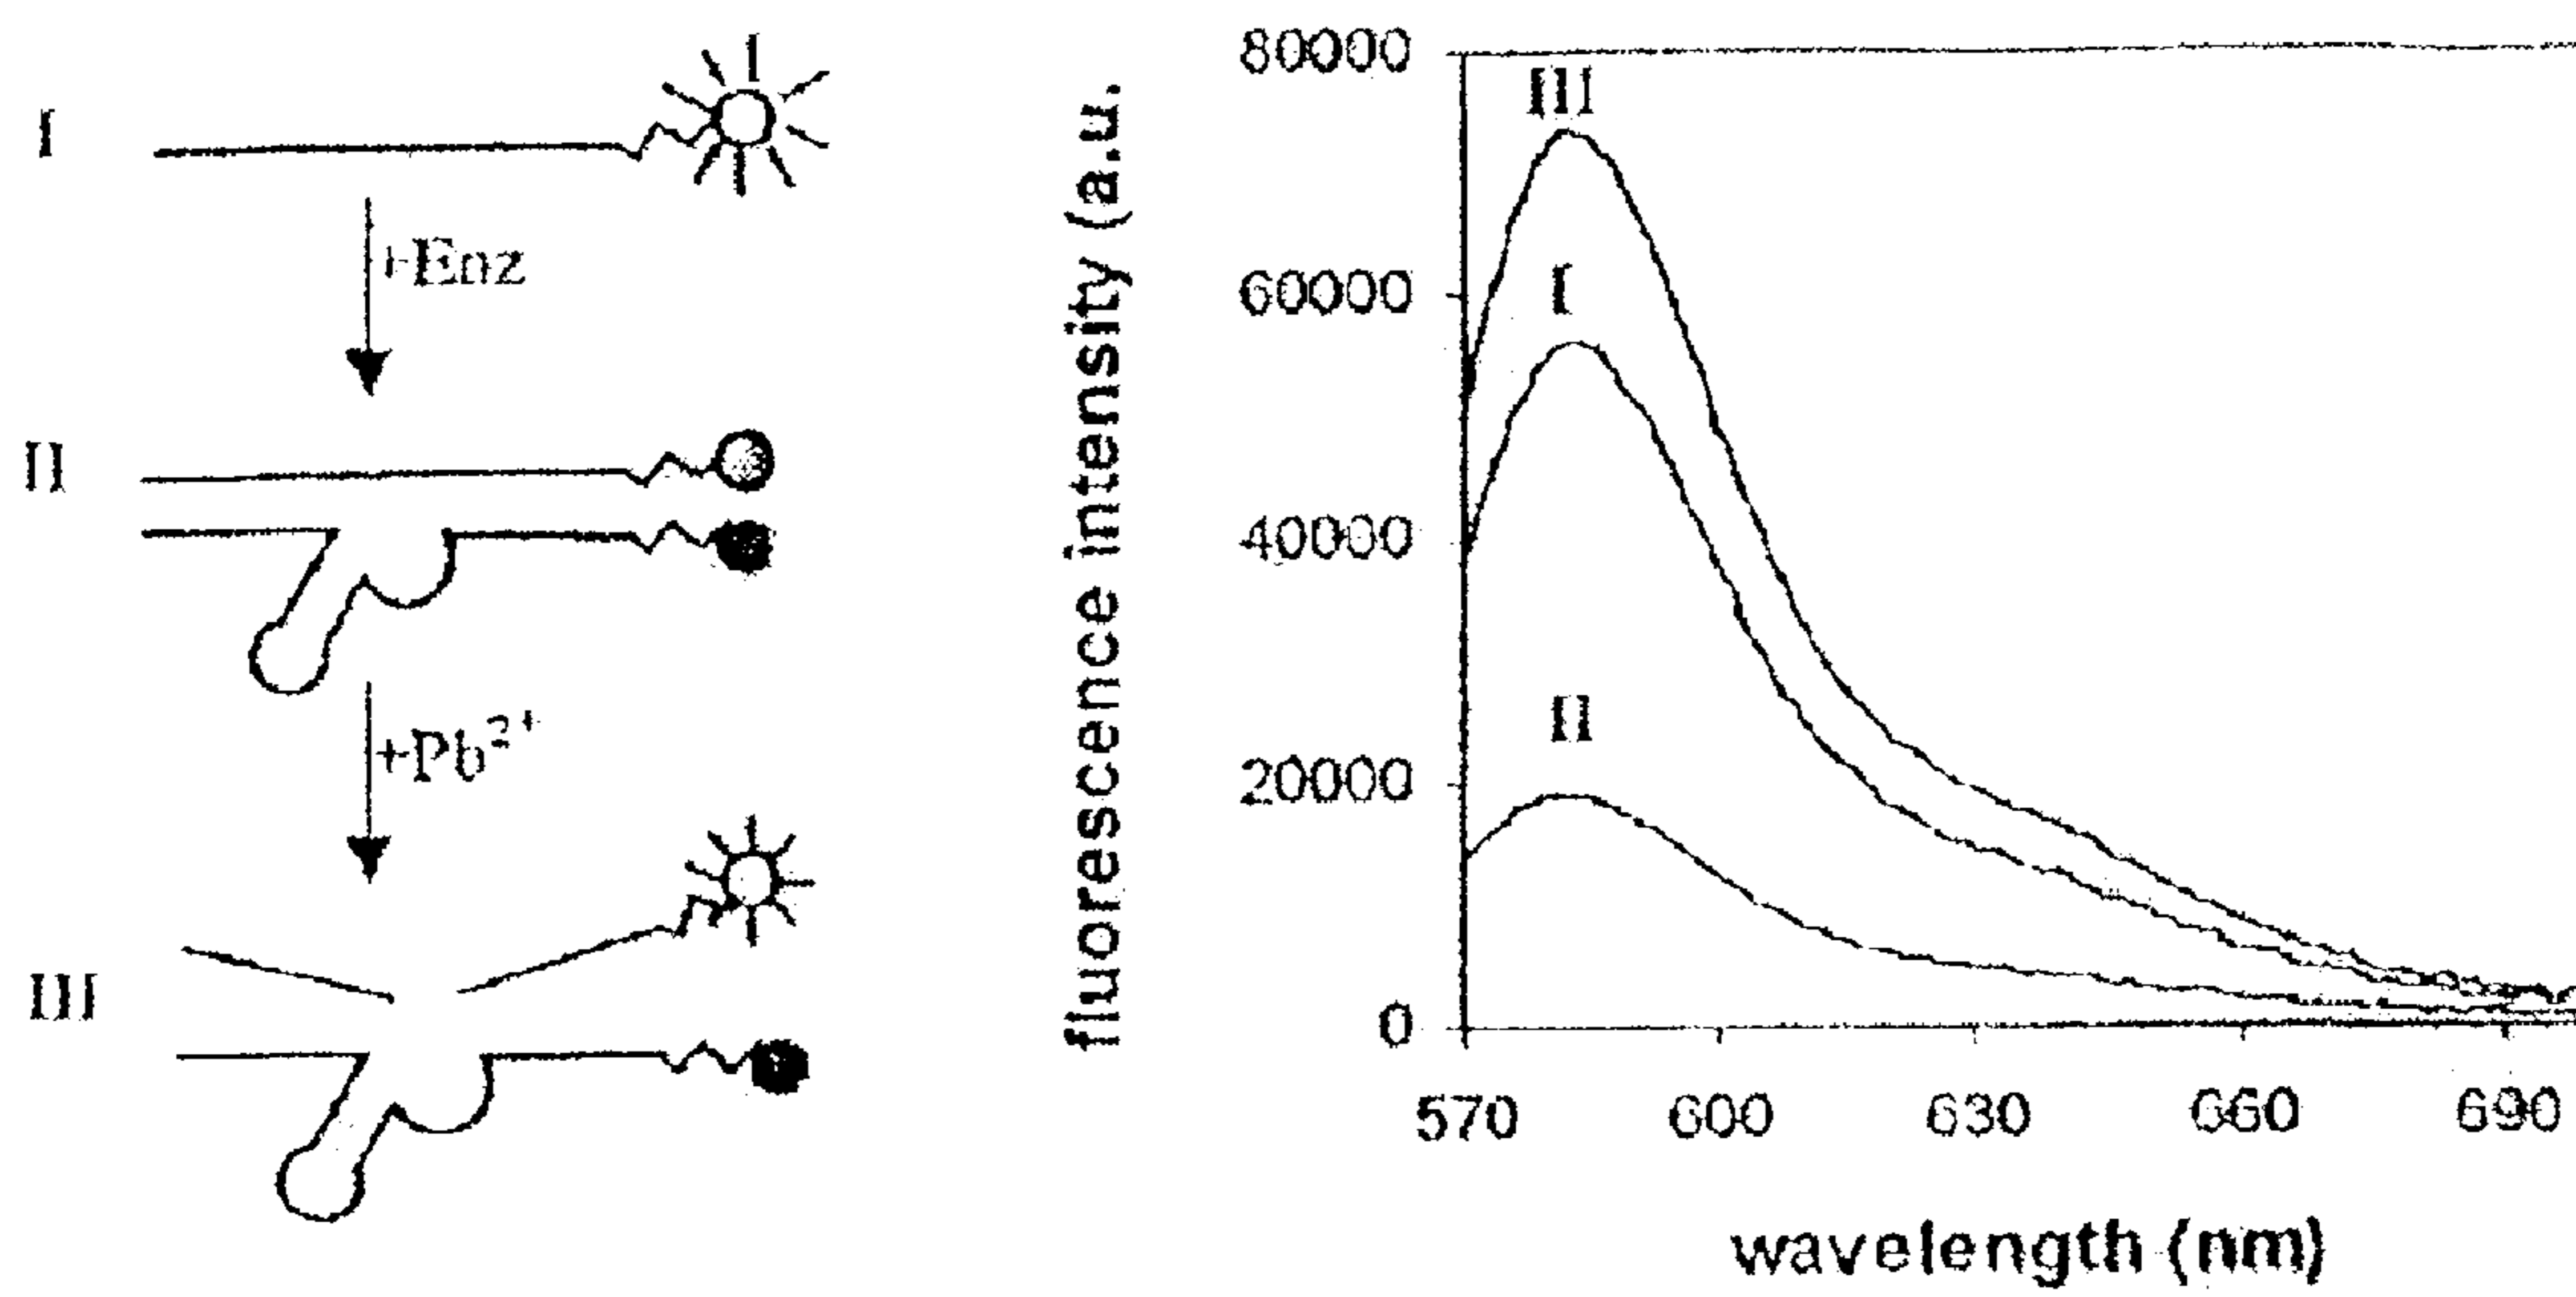 I
+Enz
II
+Pb²⁺
III
fluorescence intensity (a.u.
80000
60000
40000
20000
0
III
I
II
570 600 630 660 690
wavelength (nm)